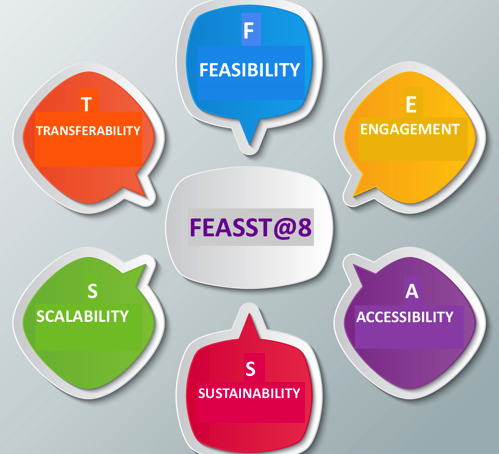 F
FEASIBILITY
E
ENGAGEMENT
A
ACCESSIBILITY
S
SUSTAINABILITY
S
SCALABILITY
T
TRANSFERABILITY
FEASST@8